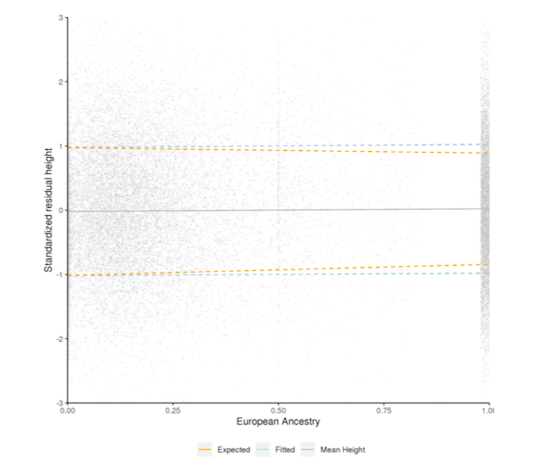 3
2
1
0
-1
-2
-3
Standardized residual height
0.00 0.25 0.50 0.75 1.00
European Ancestry
Expected Fitted Mean Height